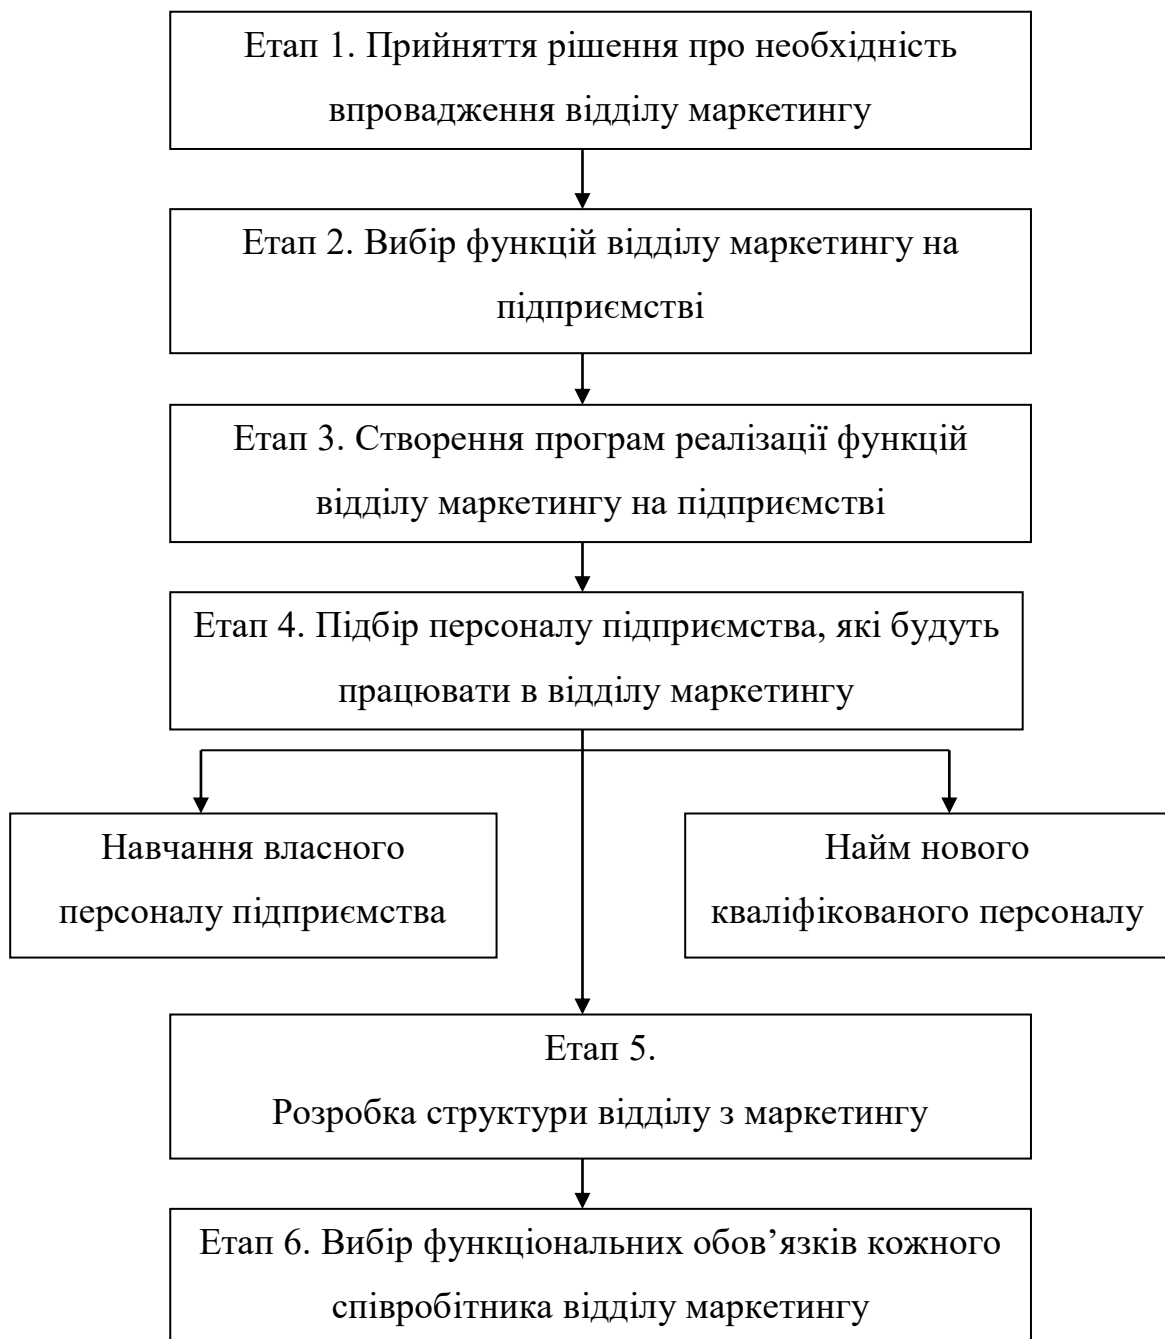 Етап 1. Прийняття рішення про необхідність
впровадження відділу маркетингу
Етап 2. Вибір функцій відділу маркетингу на
підприємстві
Етап 3. Створення програм реалізації функцій
відділу маркетингу на підприємстві
Етап 4. Підбір персоналу підприємства, які будуть
працювати в відділу маркетингу
Навчання власного
персоналу підприємства
Найм нового
кваліфікованого персоналу
Етап 5.
Розробка структури відділу з маркетингу
Етап 6. Вибір функціональних обов’язків кожного
співробітника відділу маркетингу